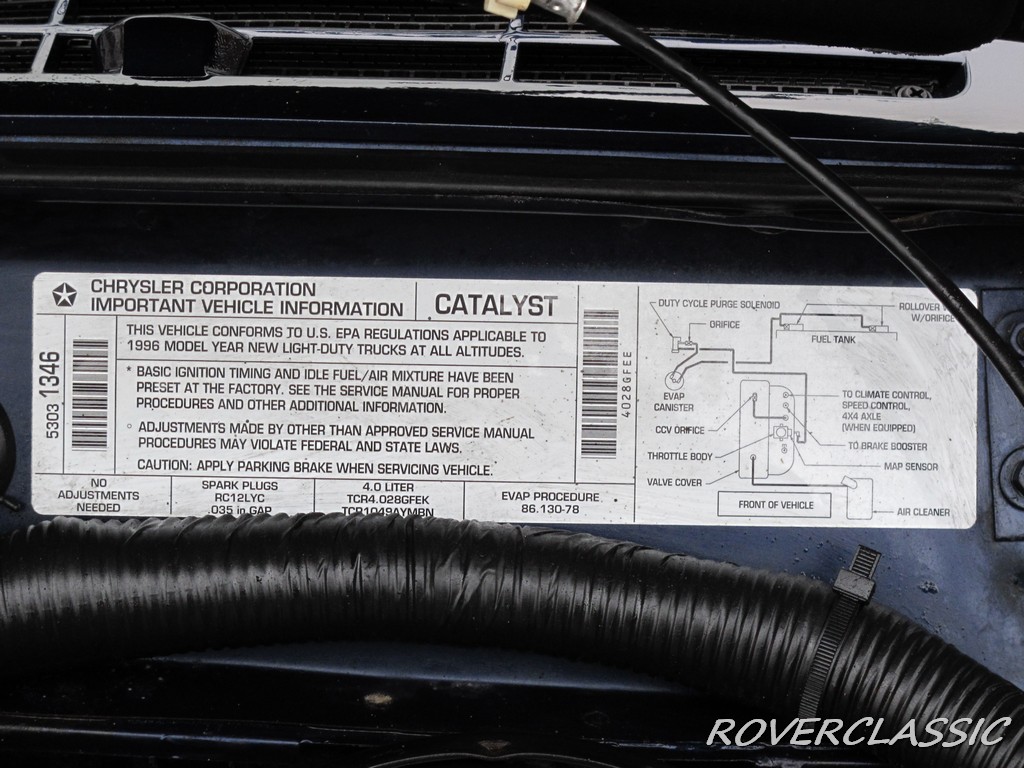 CHRYSLER CORPORATION
IMPORTANT VEHICLE INFORMATION
CATALYST
5303 1346
THIS VEHICLE CONFORMS TO U.S. EPA REGULATIONS APPLICABLE TO
1996 MODEL YEAR NEW LIGHT-DUTY TRUCKS AT ALL ALTITUDES.
* BASIC IGNITION TIMING AND IDLE FUEL/AIR MIXTURE HAVE BEEN
PRESET AT THE FACTORY. SEE THE SERVICE MANUAL FOR PROPER
PROCEDURES AND OTHER ADDITIONAL INFORMATION.
○ ADJUSTMENTS MADE BY OTHER THAN APPROVED SERVICE MANUAL
PROCEDURES MAY VIOLATE FEDERAL AND STATE LAWS.
CAUTION: APPLY PARKING BRAKE WHEN SERVICING VEHICLE.
NO
ADJUSTMENTS
NEEDED
SPARK PLUGS
RC12LYC
.035 in GAP
4.0 LITER
TCR4.028GFEK
TCR1049AYMBN
EVAP PROCEDURE
86.130-78
4028GFEE
DUTY CYCLE PURGE SOLENOID
ORIFICE
ROLLOVER
W/ORIFICE
FUEL TANK
EVAP
CANISTER
CCV ORIFICE
THROTTLE BODY
VALVE COVER
TO CLIMATE CONTROL,
SPEED CONTROL,
4X4 AXLE
(WHEN EQUIPPED)
TO BRAKE BOOSTER
MAP SENSOR
AIR CLEANER
FRONT OF VEHICLE
ROVERCLASSIC